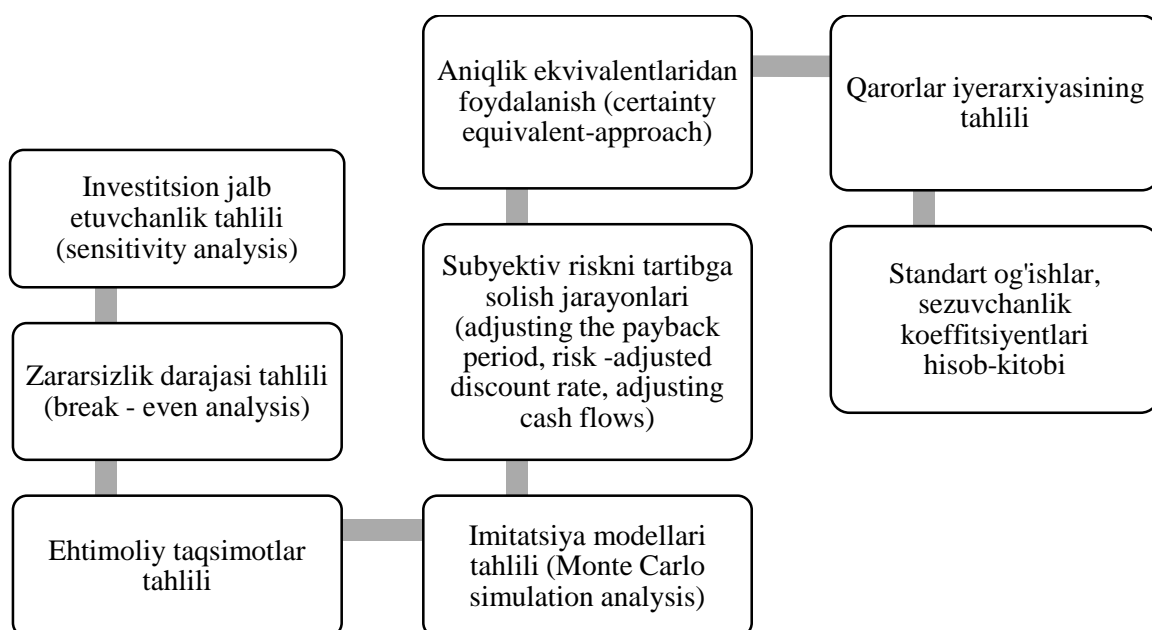 Investitsion jalb
etuvchanlik tahlili
(sensitivity analysis)
Zararsizlik darajasi tahlili
(break - even analysis)
Ehtimoliy taqsimotlar
tahlili
Imitatsiya modellari
tahlili (Monte Carlo
simulation analysis)
Subyektiv riskni tartibga
solish jarayonlari
(adjusting the payback
period, risk -adjusted
discount rate, adjusting
cash flows)
Aniqlik ekvivalentlaridan
foydalanish (certainty
equivalent-approach)
Qarorlar iyerarxiyasining
tahlili
Standart og'ishlar,
sezuvchanlik
koeffitsiyentlari
hisob-kitobi